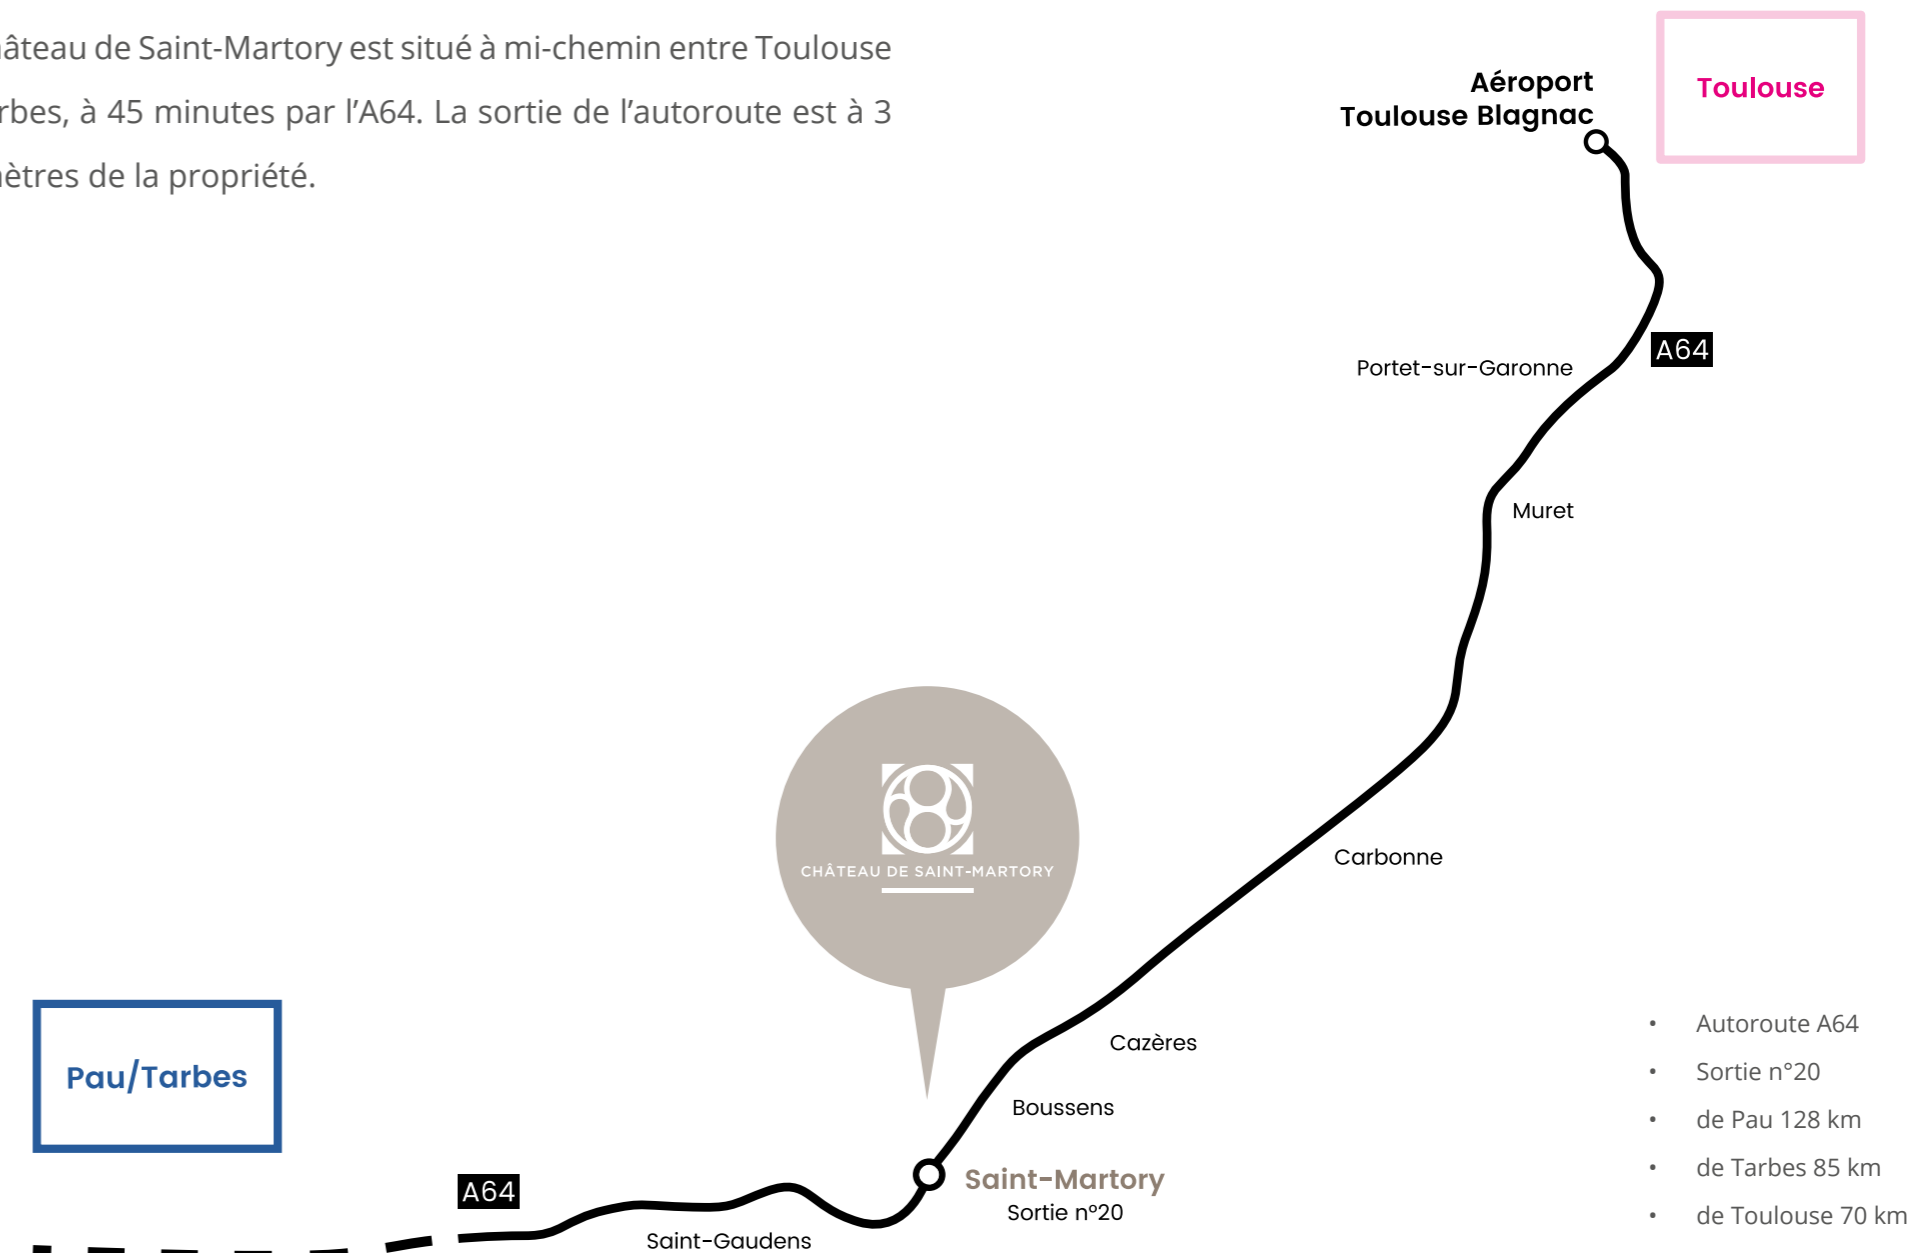 âteau de Saint-Martory est situé à mi-chemin entre Toulouse
rbes, à 45 minutes par l’A64. La sortie de l’autoroute est à 3
ètres de la propriété.
Aéroport
Toulouse Blagnac
Toulouse
A64
Portet-sur-Garonne
Muret
CHÂTEAU DE SAINT-MARTORY
Carbonne
Cazères
Boussens
Pau/Tarbes
Saint-Martory
Sortie n°20
A64
Saint-Gaudens
• Autoroute A64
• Sortie n°20
• de Pau 128 km
• de Tarbes 85 km
• de Toulouse 70 km